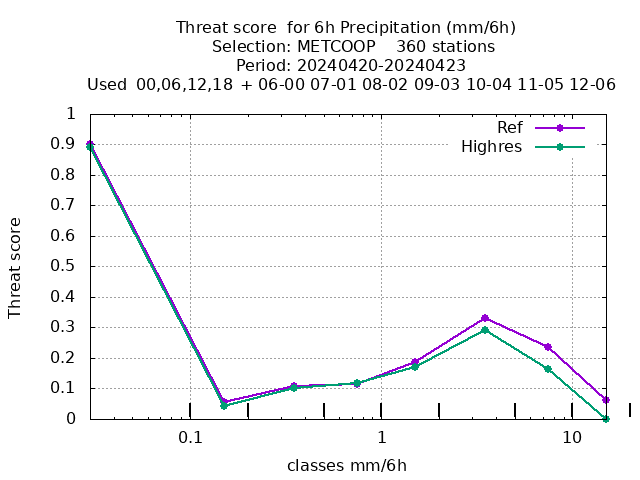 Threat score  for 6h Precipitation (mm/6h)
Selection: METCOOP    360 stations
Period: 20240420-20240423
Used  00,06,12,18  + 06-00 07-01 08-02 09-03 10-04 11-05 12-06
Ref
Highres
1
0.9
0.8
0.7
0.6
0.5
0.4
0.3
0.2
0.1
0
Threat score
0.1 1 10
classes mm/6h